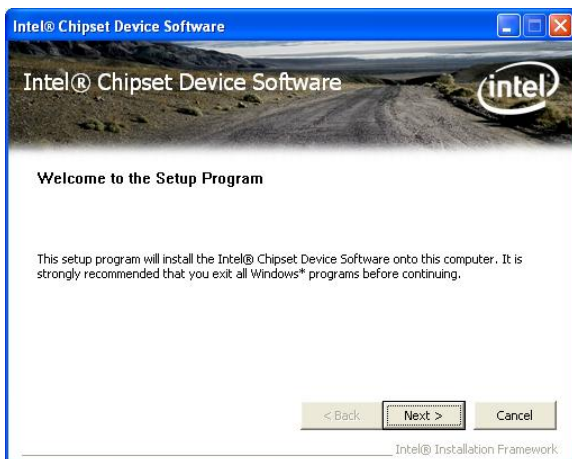 Intel® Chipset Device Software
Intel® Chipset Device Software
intel
Welcome to the Setup Program
This setup program will install the Intel® Chipset Device Software onto this computer. It is
strongly recommended that you exit all Windows* programs before continuing.
< Back Next > Cancel
Intel® Installation Framework